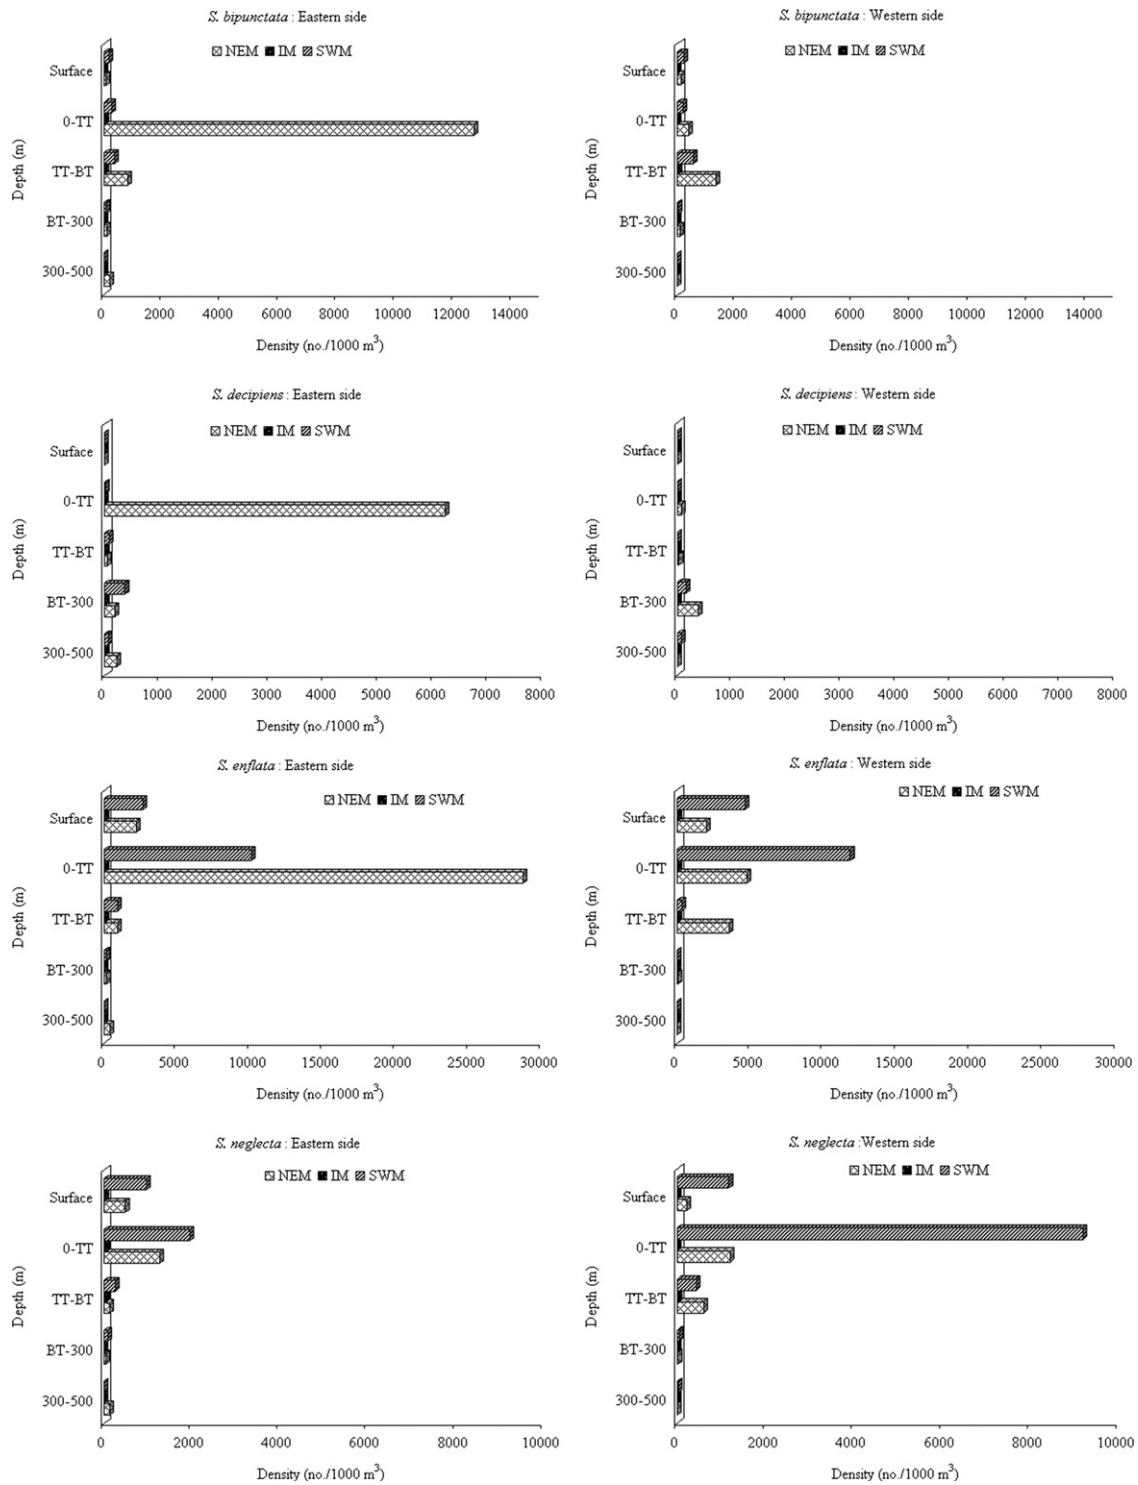 S. bipunctata : Eastern side
NEM IM SWM
Depth (m)
Surface
0-TT
TT-BT
BT-300
300-500
0 2000 4000 6000 8000 10000 12000 14000
Density (no./1000 m³)
S. bipunctata : Western side
NEM IM SWM
Depth (m)
Surface
0-TT
TT-BT
BT-300
300-500
0 2000 4000 6000 8000 10000 12000 14000
Density (no./1000 m³)
S. decipiens : Eastern side
NEM IM SWM
Depth (m)
Surface
0-TT
TT-BT
BT-300
300-500
0 1000 2000 3000 4000 5000 6000 7000 8000
Density (no./1000 m³)
S. decipiens : Western side
NEM IM SWM
Depth (m)
Surface
0-TT
TT-BT
BT-300
300-500
0 1000 2000 3000 4000 5000 6000 7000 8000
Density (no./1000 m³)
S. enflata : Eastern side
NEM IM SWM
Depth (m)
Surface
0-TT
TT-BT
BT-300
300-500
0 5000 10000 15000 20000 25000 30000
Density (no./1000 m³)
S. enflata : Western side
NEM IM SWM
Depth (m)
Surface
0-TT
TT-BT
BT-300
300-500
0 5000 10000 15000 20000 25000 30000
Density (no./1000 m³)
S. neglecta : Eastern side
NEM IM SWM
Depth (m)
Surface
0-TT
TT-BT
BT-300
300-500
0 2000 4000 6000 8000 10000
Density (no./1000 m³)
S. neglecta : Western side
NEM IM SWM
Depth (m)
Surface
0-TT
TT-BT
BT-300
300-500
0 2000 4000 6000 8000 10000
Density (no./1000 m³)